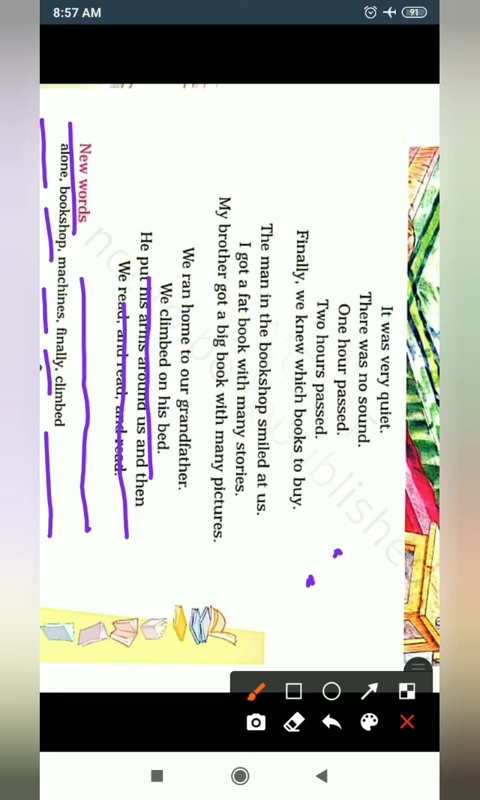 8:57 AM
91
It was very quiet.
There was no sound.
One hour passed.
Two hours passed.
Finally, we knew which books to buy.
The man in the bookshop smiled at us.
I got a fat book with many stories.
My brother got a big book with many pictures.
We ran home to our grandfather.
We climbed on his bed.
He put his arms around us and then
We read, and read, and read.
New words
alone, bookshop, machines, finally, climbed